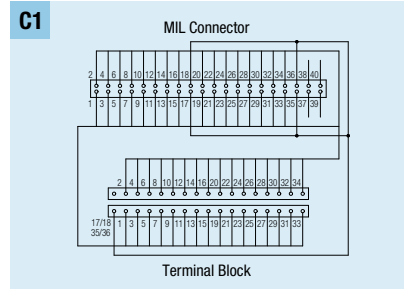 C1
MIL Connector
2 4 6 8 10 12 14 16 18 20 22 24 26 28 30 32 34 36 38 40
1 3 5 7 9 11 13 15 17 19 21 23 25 27 29 31 33 35 37 39
2 4 6 8 10 12 14 16 20 22 24 26 28 30 32 34
17/18 1 3 5 7 9 11 13 15 19 21 23 25 27 29 31 33
35/36
Terminal Block